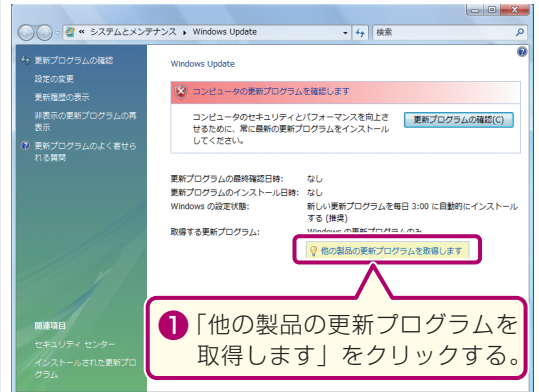 « システムとメンテナンス ▸ Windows Update
検索
更新プログラムの確認
設定の変更
更新履歴の表示
非表示の更新プログラムの再
表示
更新プログラムのよく寄せら
れる質問
関連項目
セキュリティ センター
インストールされた更新プロ
グラム
Windows Update
コンピュータの更新プログラムを確認します
コンピュータのセキュリティとパフォーマンスを向上さ
せるために、常に最新の更新プログラムをインストール
してください。
更新プログラムの確認(C)
更新プログラムの最終確認日時: なし
更新プログラムのインストール日時: なし
Windows の設定状態: 新しい更新プログラムを毎日 3:00 に自動的にインストール
する (推奨)
取得する更新プログラム: Windows の更新プログラムのみ
他の製品の更新プログラムを取得します
❶「他の製品の更新プログラムを
取得します」をクリックする。